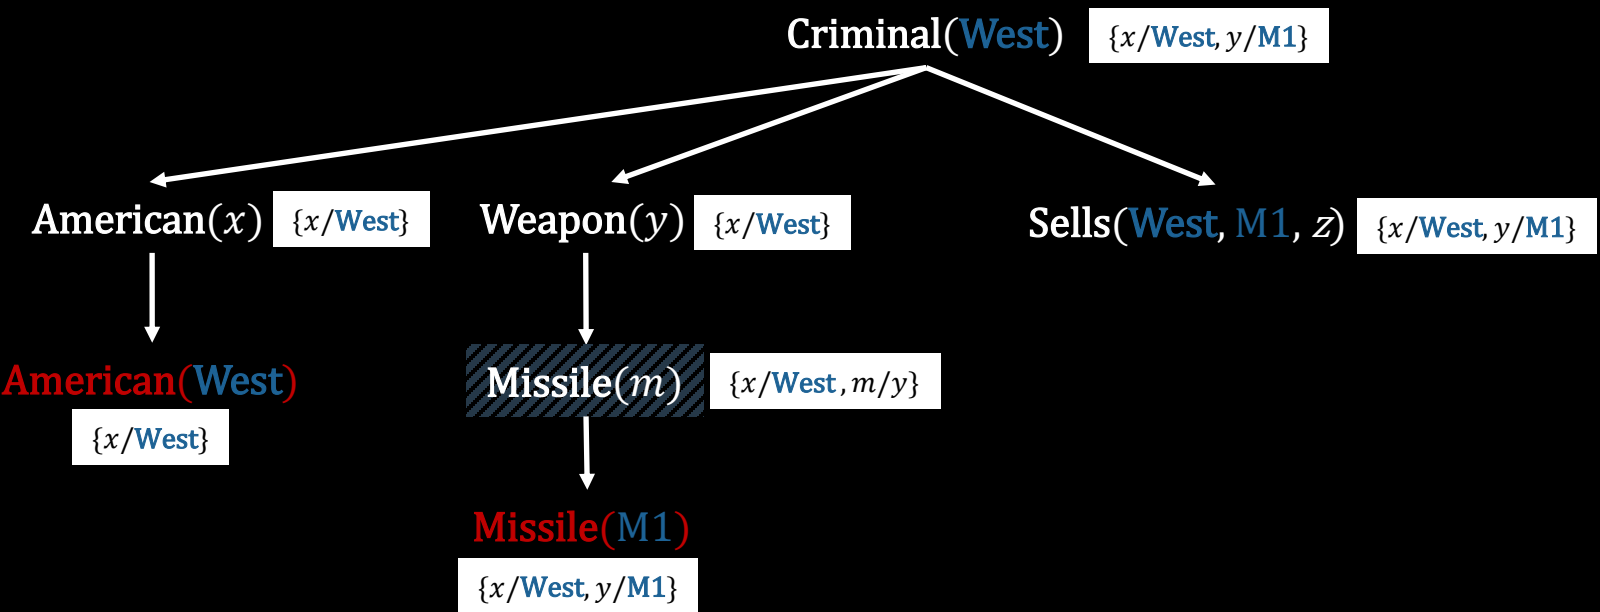 Criminal(West) {x/West, y/M1}
American(x) {x/West} Weapon(y) {x/West} Sells(West, M1, z) {x/West, y/M1}
American(West) Missile(m) {x/West , m/y}
{x/West}
Missile(M1)
{x/West, y/M1}